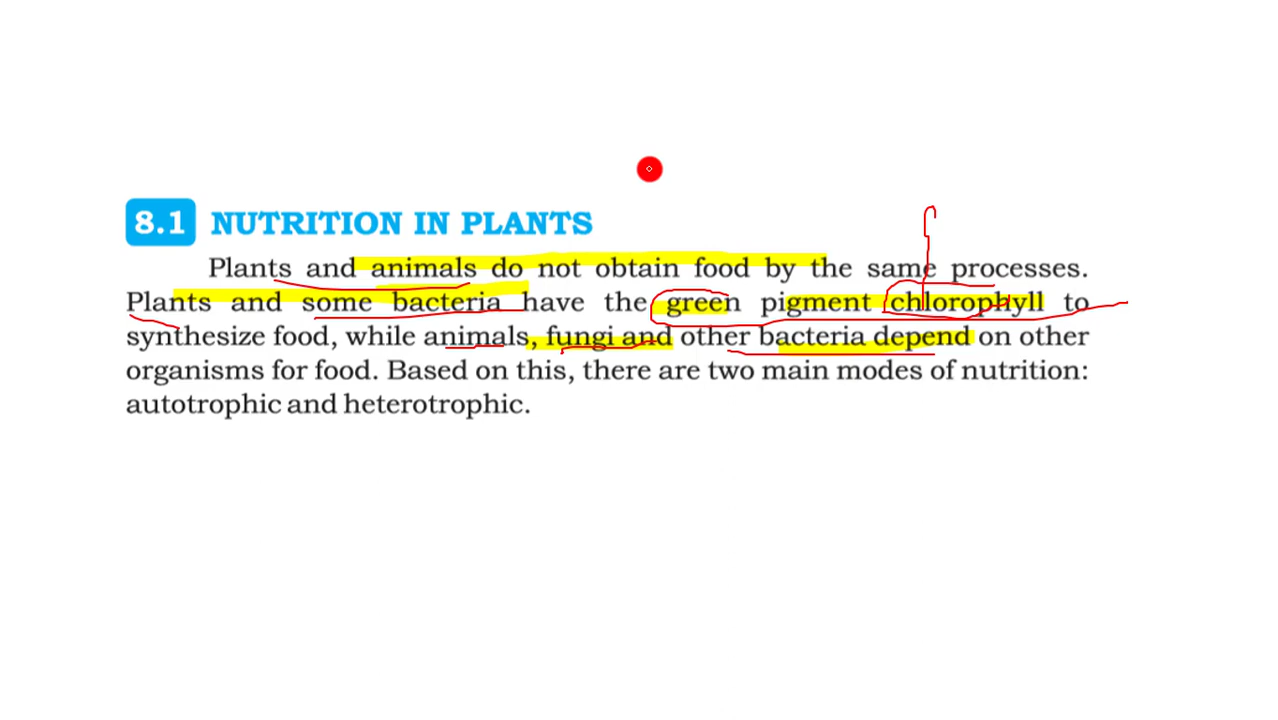 8.1 NUTRITION IN PLANTS
Plants and animals do not obtain food by the same processes.
Plants and some bacteria have the green pigment chlorophyll to
synthesize food, while animals, fungi and other bacteria depend on other
organisms for food. Based on this, there are two main modes of nutrition:
autotrophic and heterotrophic.